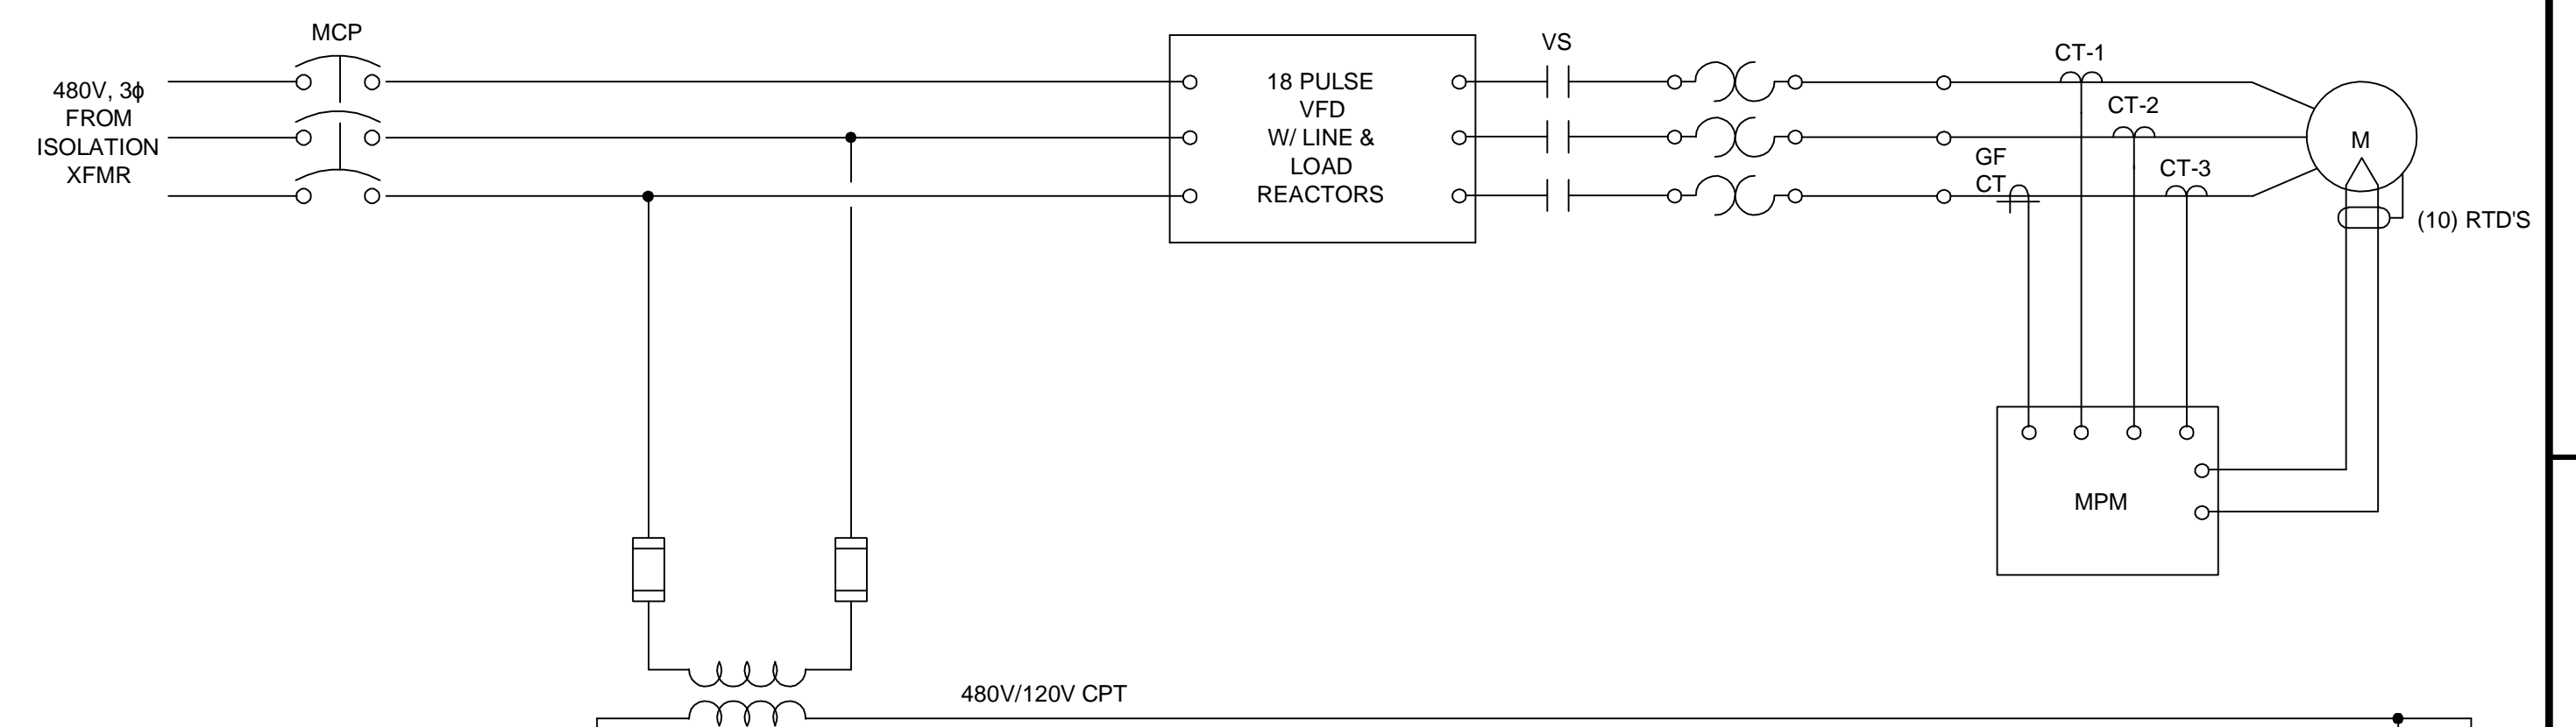 MCP
480V, 3ϕ
FROM
ISOLATION
XFMR
18 PULSE
VFD
W/ LINE &
LOAD
REACTORS
VS
CT-1
CT-2
GF
CT
CT-3
M
(10) RTD'S
MPM
480V/120V CPT